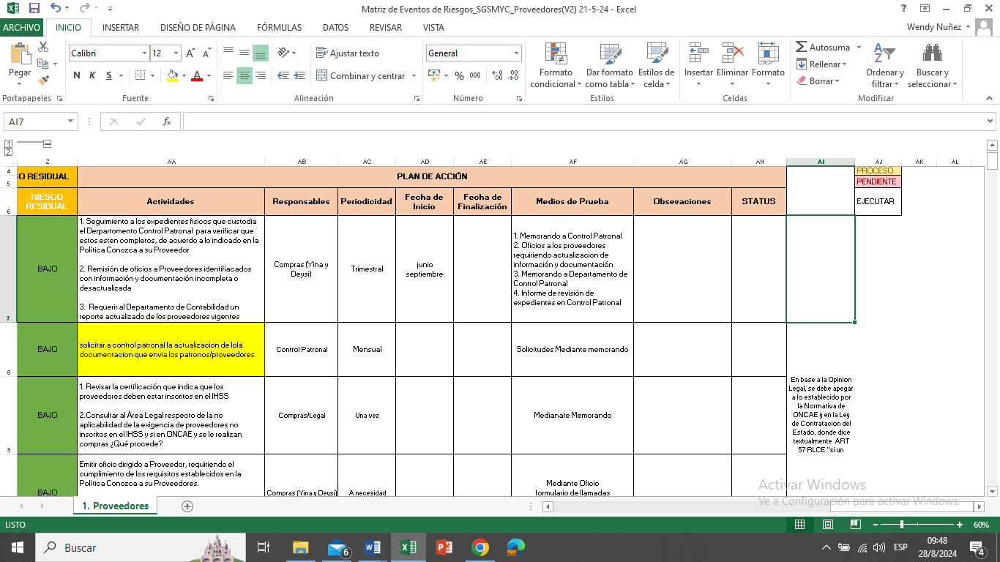 Matriz de Eventos de Riesgos_SGSMYC_Proveedores(V2) 21-5-24 - Excel
ARCHIVO INICIO INSERTAR DISEÑO DE PÁGINA FÓRMULAS DATOS REVISAR VISTA
Wendy Nuñez
Pegar
Portapapeles
Calibri 12
N K S
Fuente
Ajustar texto
Combinar y centrar
Alineación
General
% 000
Número
Formato condicional
Dar formato como tabla
Estilos de celda
Estilos
Insertar Eliminar Formato
Celdas
Autosuma
Rellenar
Borrar
Ordenar y filtrar
Buscar y seleccionar
Modificar
AI7
1
2
Z AA AB AC AD AE AF AG AH AI AJ AK AL
4
5
O RESIDUAL
PLAN DE ACCIÓN
PROCESO
PENDIENTE
6
RIESGO
RESIDUAL
Actividades
Responsables
Periodicidad
Fecha de
Inicio
Fecha de
Finalización
Medios de Prueba
Obsevaciones
STATUS
EJECUTAR
7
BAJO
1. Seguimiento a los expedientes fisicos que custodia
el Derpartomento Control Patronal para verificar que
estos esten completos, de acuerdo a lo indicado en la
Política Conozca a su Proveedor
2. Remisión de oficios a Proveedores identifiacados
con información y documentación incompleta o
desactualizada
3. Requerir al Departamento de Contabilidad un
reporte actualizado de los proveedores vigentes
Compras (Yina y
Deysi)
Trimestral
junio
septiembre
1. Memorando a Control Patronal
2. Oficios a los proveedores
requiriendo actualizacion de
información y documentación
3. Memorando a Departamento de
Control Patronal
4. Informe de revisión de
expedientes en Control Patronal
8
BAJO
solicitar a control patronal la actualizacion de lola
documentacion que envia los patronos/proveedores
Control Patronal
Mensual
Solicitudes Mediante memorando
9
BAJO
1. Revisar la certificación que indica que los
proveedores deben estar inscritos en el IHSS
2.Consultar al Área Legal respecto de la no
aplicabilidad de la exigencia de proveedores no
inscritos en el IHSS y si en ONCAE y se le realizan
compras ¿Qué procede?
Compras/Legal
Una vez
Medianate Memorando
En base a la Opinion
Legal, se debe apegar
a lo establecido por
la Normativa de
ONCAE y en la Ley
de Contratacion del
Estado, donde dice
textualmente ART
57 RLCE "si un
BAJO
Emitir oficio dirigido a Proveedor, requiriendo el
cumplimiento de los requisitos establecidos en la
Política Conozca a su Proveedores.
Compras (Yina y Deysi)
A necesidad
Mediante Oficio
formulario de llamadas
Activar Windows
Ve a Configuración para activar Windows.
1. Proveedores
LISTO
60%
Buscar
6
ESP
09:48
28/8/2024
4